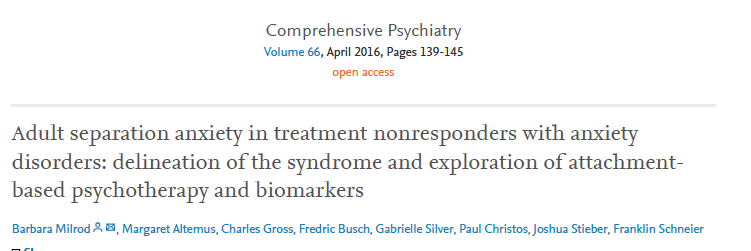 Comprehensive Psychiatry
Volume 66, April 2016, Pages 139-145
open access
Adult separation anxiety in treatment nonresponders with anxiety
disorders: delineation of the syndrome and exploration of attachment-
based psychotherapy and biomarkers
Barbara Milrod, Margaret Altemus, Charles Gross, Fredric Busch, Gabrielle Silver, Paul Christos, Joshua Stieber, Franklin Schneier